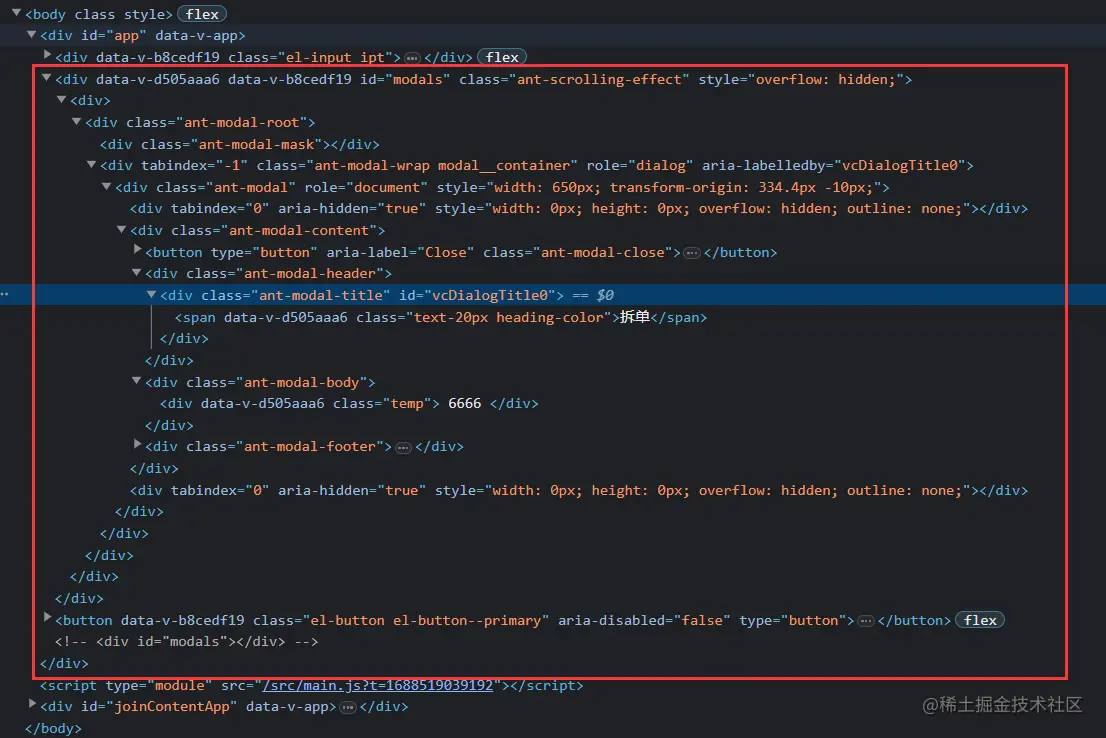 <body class style> flex
<div id="app" data-v-app>
<div data-v-b8cedf19 class="el-input ipt">⋯</div> flex
<div data-v-d505aaa6 data-v-b8cedf19 id="modals" class="ant-scrolling-effect" style="overflow: hidden;">
<div>
<div class="ant-modal-root">
<div class="ant-modal-mask"></div>
<div tabindex="-1" class="ant-modal-wrap modal__container" role="dialog" aria-labelledby="vcDialogTitle0">
<div class="ant-modal" role="document" style="width: 650px; transform-origin: 334.4px -10px;">
<div tabindex="0" aria-hidden="true" style="width: 0px; height: 0px; overflow: hidden; outline: none;"></div>
<div class="ant-modal-content">
<button type="button" aria-label="Close" class="ant-modal-close">⋯</button>
<div class="ant-modal-header">
<div class="ant-modal-title" id="vcDialogTitle0"> == $0
<span data-v-d505aaa6 class="text-20px heading-color">拆单</span>
</div>
</div>
<div class="ant-modal-body">
<div data-v-d505aaa6 class="temp"> 6666 </div>
</div>
<div class="ant-modal-footer">⋯</div>
</div>
<div tabindex="0" aria-hidden="true" style="width: 0px; height: 0px; overflow: hidden; outline: none;"></div>
</div>
</div>
</div>
</div>
</div>
<button data-v-b8cedf19 class="el-button el-button--primary" aria-disabled="false" type="button">⋯</button> flex
<!-- <div id="modals"></div> -->
</div>
<script type="module" src="/src/main.js?t=1688519039192"></script>
<div id="joinContentApp" data-v-app>⋯</div>
@稀土掘金技术社区
</body>